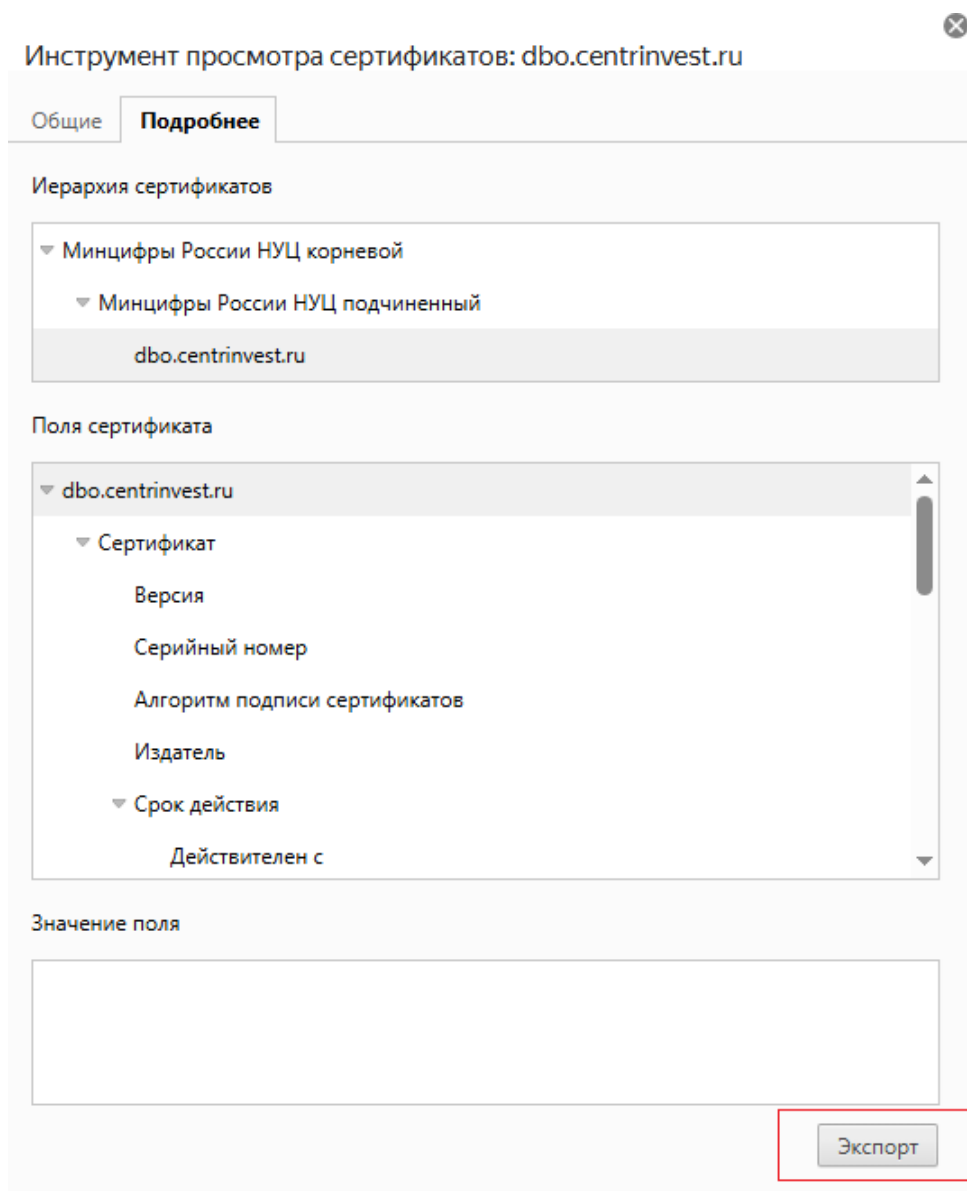 Инструмент просмотра сертификатов: dbo.centrinvest.ru
Общие
Подробнее
Иерархия сертификатов
Минцифры России НУЦ корневой
Минцифры России НУЦ подчиненный
dbo.centrinvest.ru
Поля сертификата
dbo.centrinvest.ru
Сертификат
Версия
Серийный номер
Алгоритм подписи сертификатов
Издатель
Срок действия
Действителен с
Значение поля
Экспорт